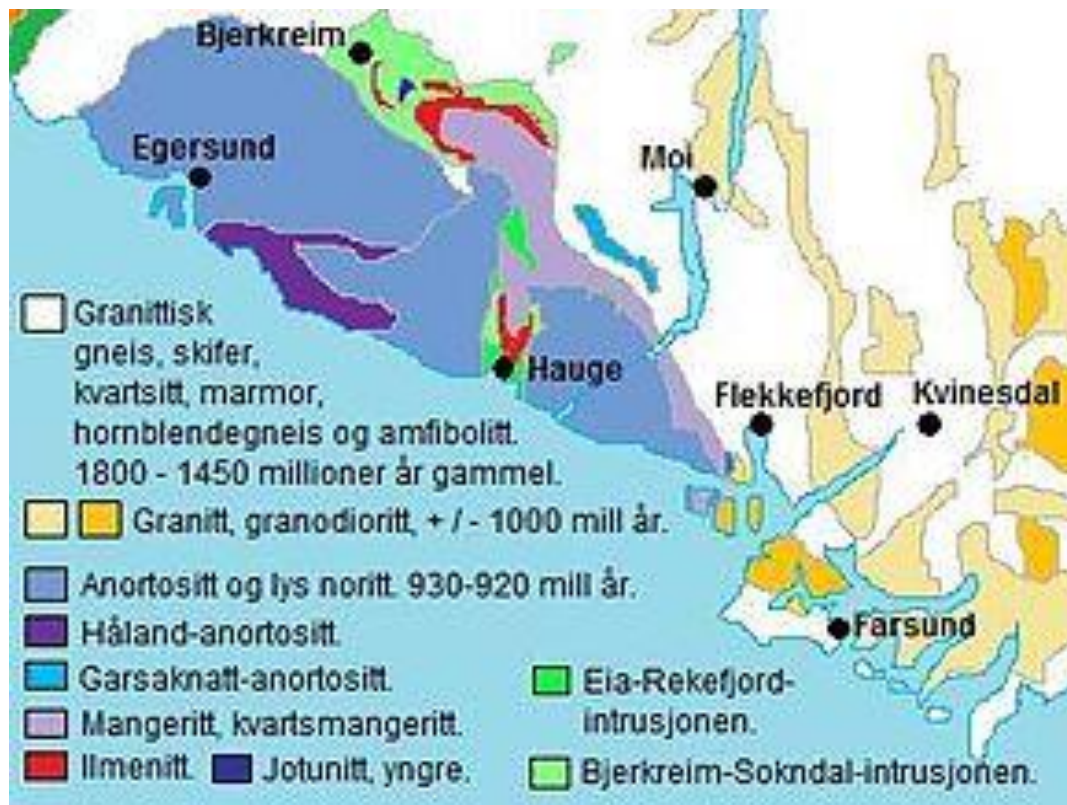 Bjerkreim
Egersund
Moi
Hauge
Flekkefjord
Kvinesdal
Farsund
Granittisk
gneis, skifer,
kvartsitt, marmor,
hornblendegneis og amfibolitt.
1800 - 1450 millioner år gammel.
Granitt, granodioritt, + / - 1000 mill år.
Anortositt og lys noritt. 930-920 mill år.
Håland-anortositt.
Garsaknatt-anortositt.
Mangeritt, kvartsmangeritt.
Ilmenitt.
Jotunitt, yngre.
Eia-Rekefjord-
intrusjonen.
Bjerkreim-Sokndal-intrusjonen.